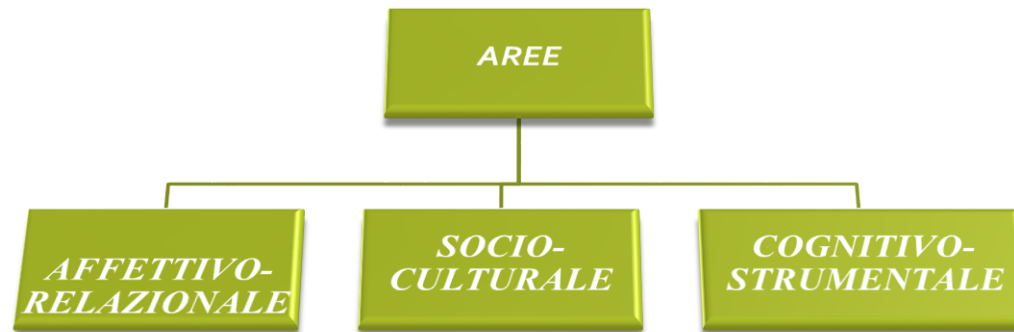 AREE
AFFETTIVO-
RELAZIONALE
SOCIO-
CULTURALE
COGNITIVO-
STRUMENTALE